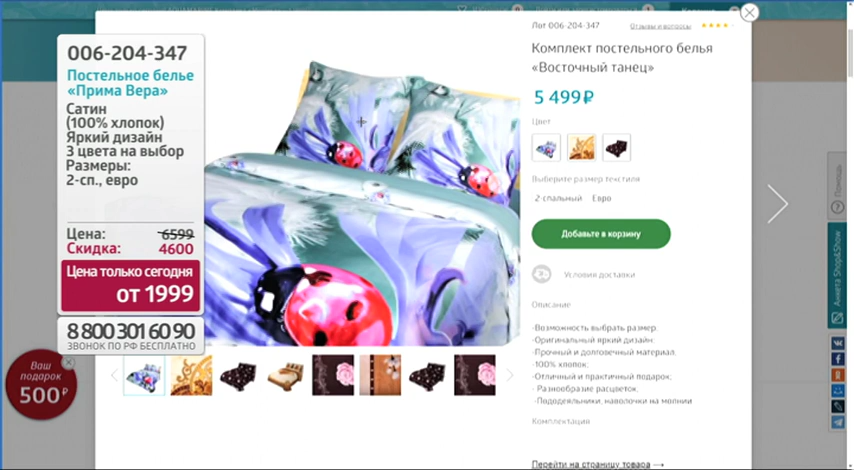 Лот 006-204-347
Отзывы и вопросы
006-204-347
Постельное белье
«Прима Вера»
Сатин
(100% хлопок)
Яркий дизайн
3 цвета на выбор
Размеры:
2-сп., евро
Цена: 6599
Скидка: 4600
Цена только сегодня
от 1999
8 800 301 60 90
ЗВОНОК ПО РФ БЕСПЛАТНО
Ваш
подарок
500₽
Комплект постельного белья
«Восточный танец»
5 499₽
Цвет
Выберите размер текстиля
2-спальный Евро
Добавьте в корзину
Условия доставки
Описание
-Возможность выбрать размер.
-Оригинальный яркий дизайн
-Прочный и долговечный материал.
-100% хлопок.
-Отличный и практичный подарок;
- Разнообразие расцветок.
-Пододеяльники, наволочки на молнии
Комплектация
Перейти на страницу товара →
Помощь
Анкета Shop&Show